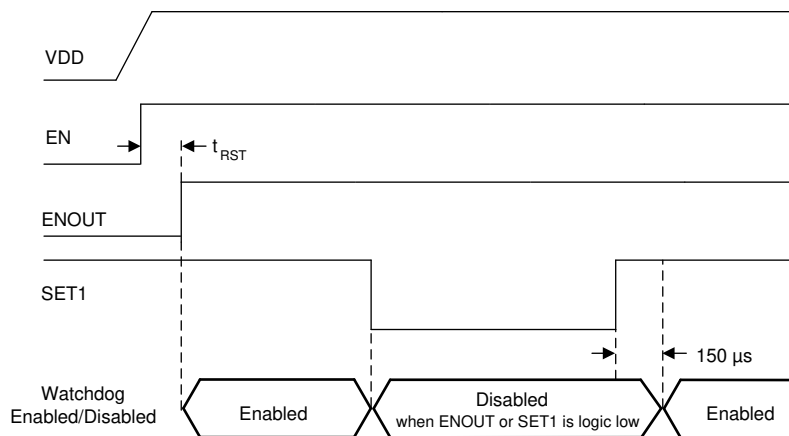 VDD
EN
tRST
ENOUT
SET1
150 µs
Watchdog
Enabled/Disabled
Enabled
Disabled
when ENOUT or SET1 is logic low
Enabled